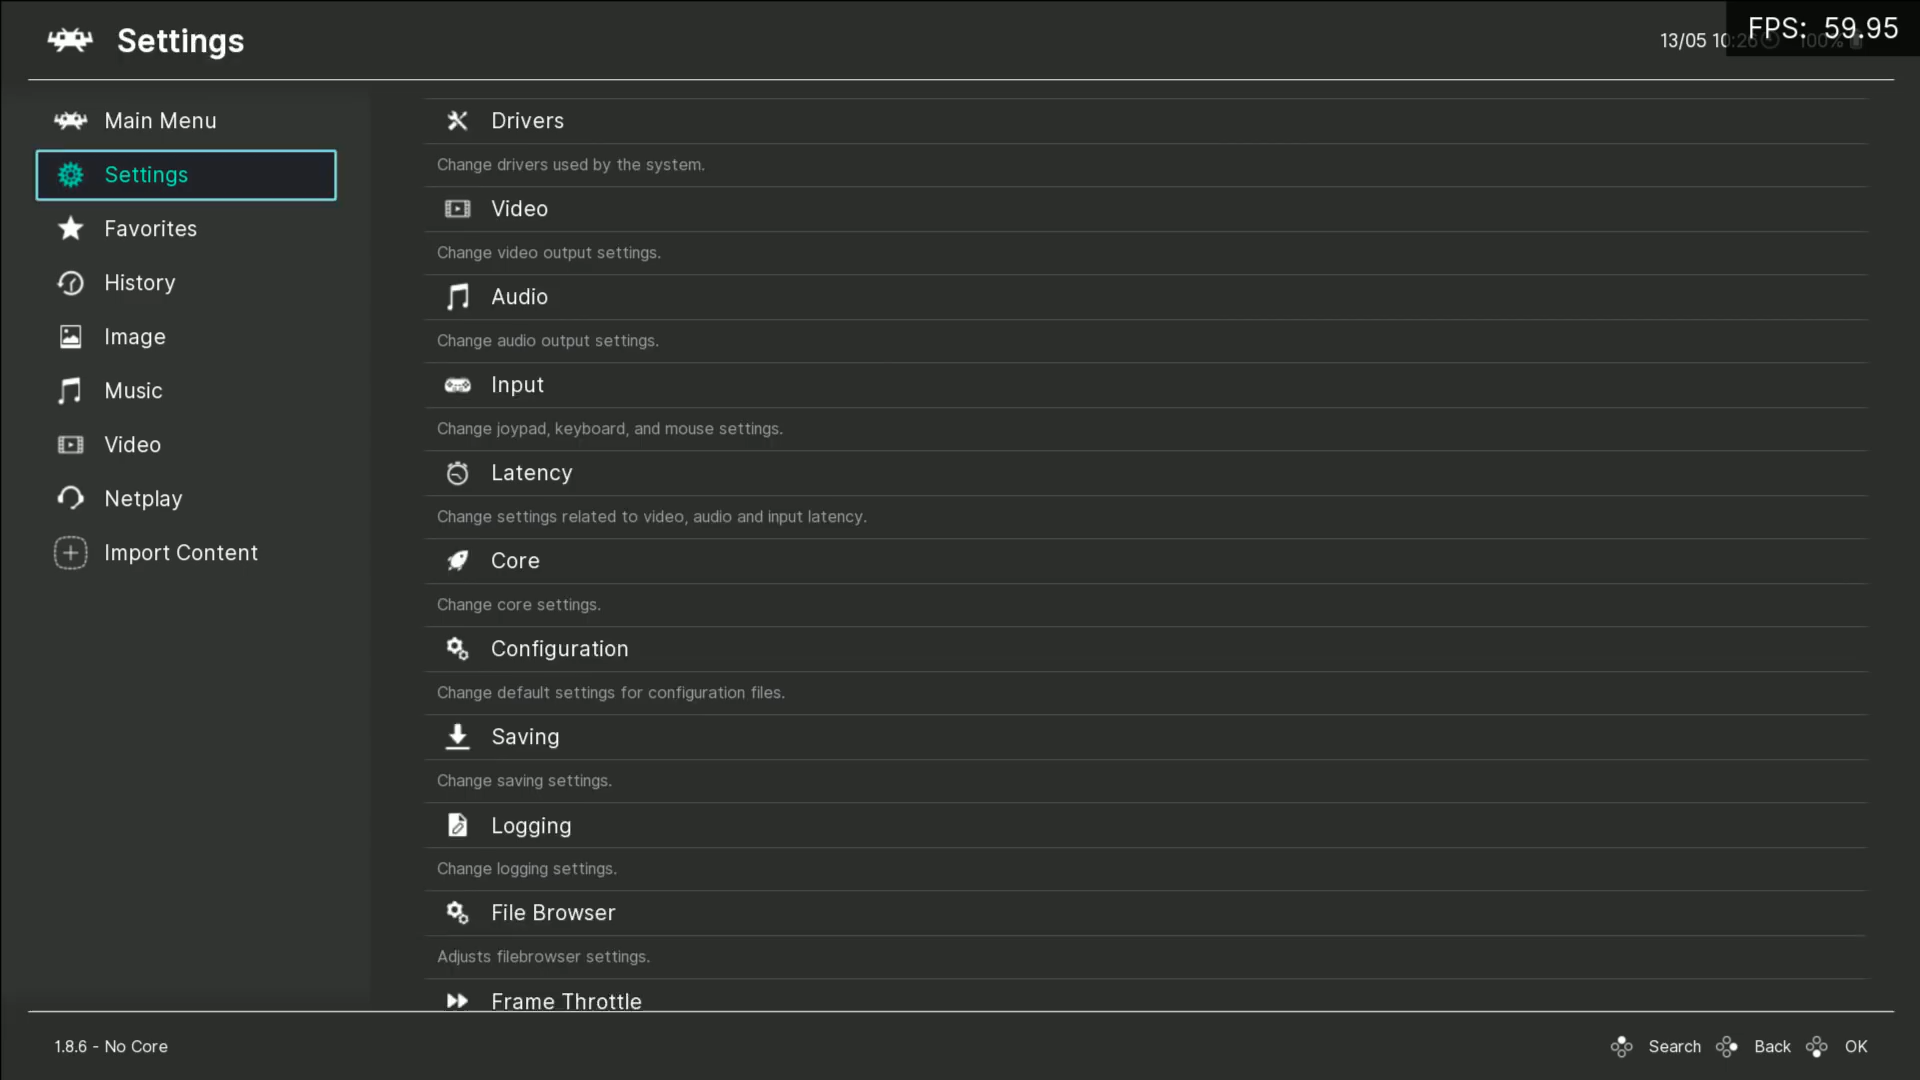 Settings
13/05 10:26 100%
FPS: 59.95
Main Menu
Settings
Favorites
History
Image
Music
Video
Netplay
Import Content
Drivers
Change drivers used by the system.
Video
Change video output settings.
Audio
Change audio output settings.
Input
Change joypad, keyboard, and mouse settings.
Latency
Change settings related to video, audio and input latency.
Core
Change core settings.
Configuration
Change default settings for configuration files.
Saving
Change saving settings.
Logging
Change logging settings.
File Browser
Adjusts filebrowser settings.
Frame Throttle
1.8.6 - No Core
Search Back OK